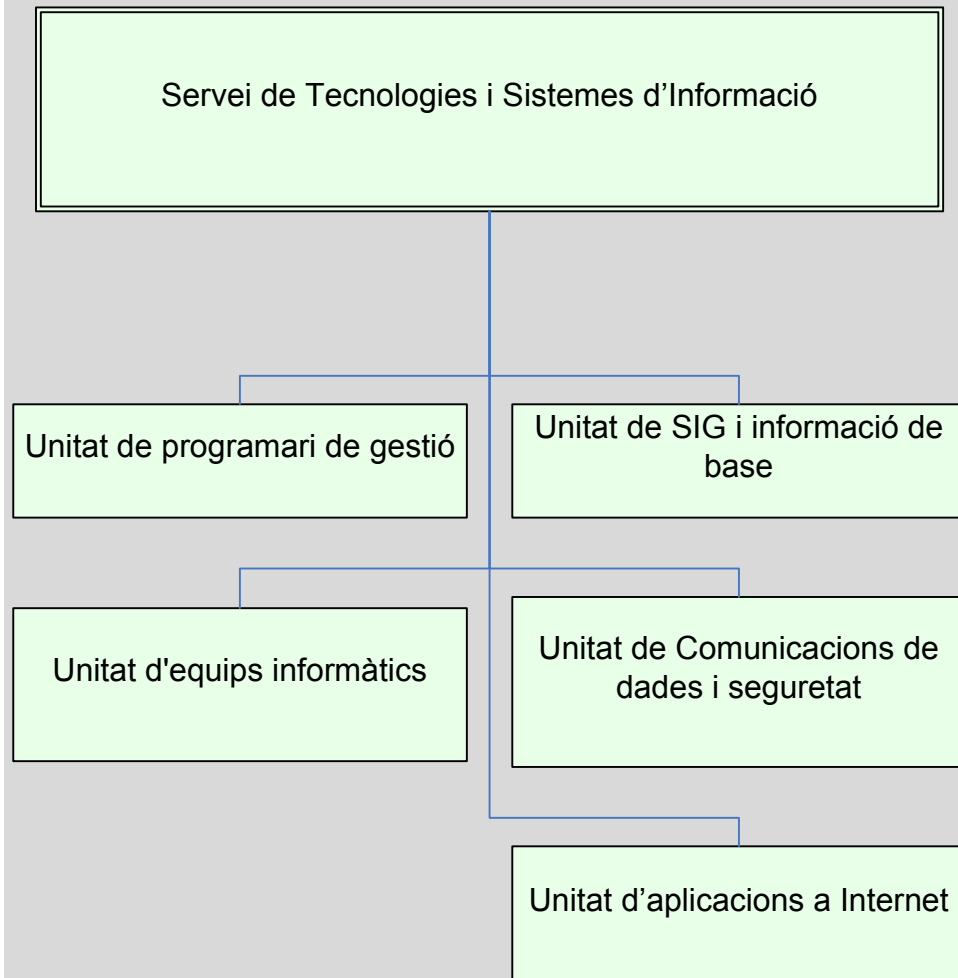 Servei de Tecnologies i Sistemes d’Informació
Unitat de programari de gestió
Unitat de SIG i informació de
base
Unitat d'equips informàtics
Unitat de Comunicacions de
dades i seguretat
Unitat d’aplicacions a Internet